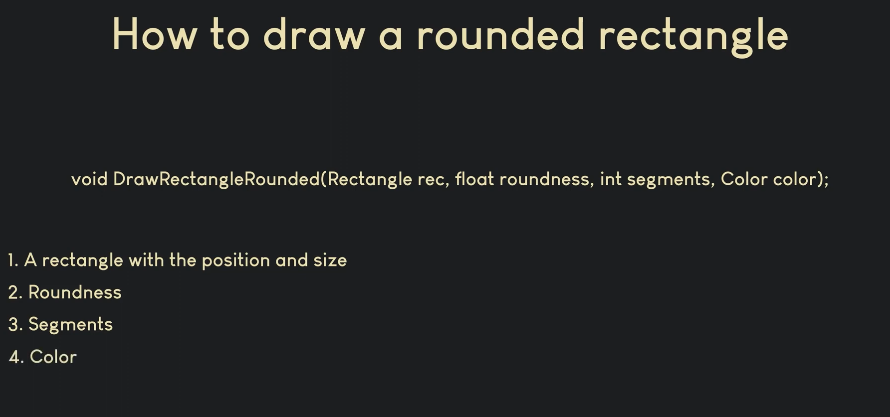 How to draw a rounded rectangle
void DrawRectangleRounded(Rectangle rec, float roundness, int segments, Color color);
1. A rectangle with the position and size
2. Roundness
3. Segments
4. Color